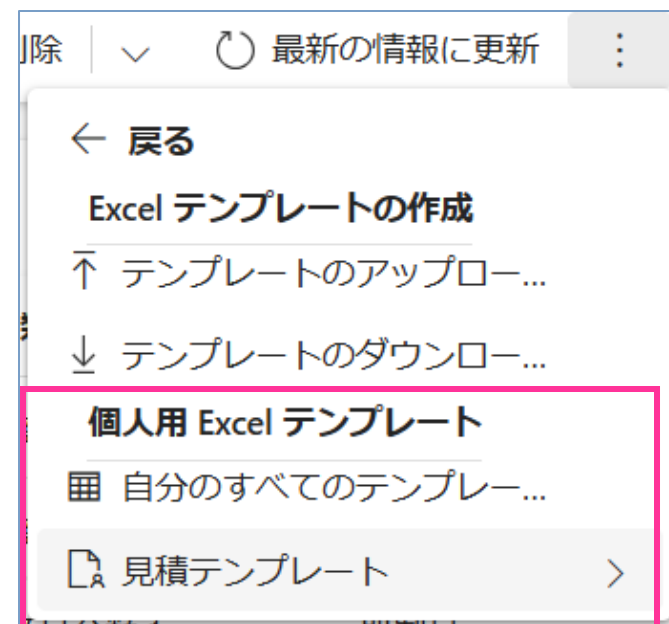 除 最新の情報に更新
戻る
Excel テンプレートの作成
テンプレートのアップロー...
テンプレートのダウンロー...
個人用 Excel テンプレート
自分のすべてのテンプレー...
見積テンプレート